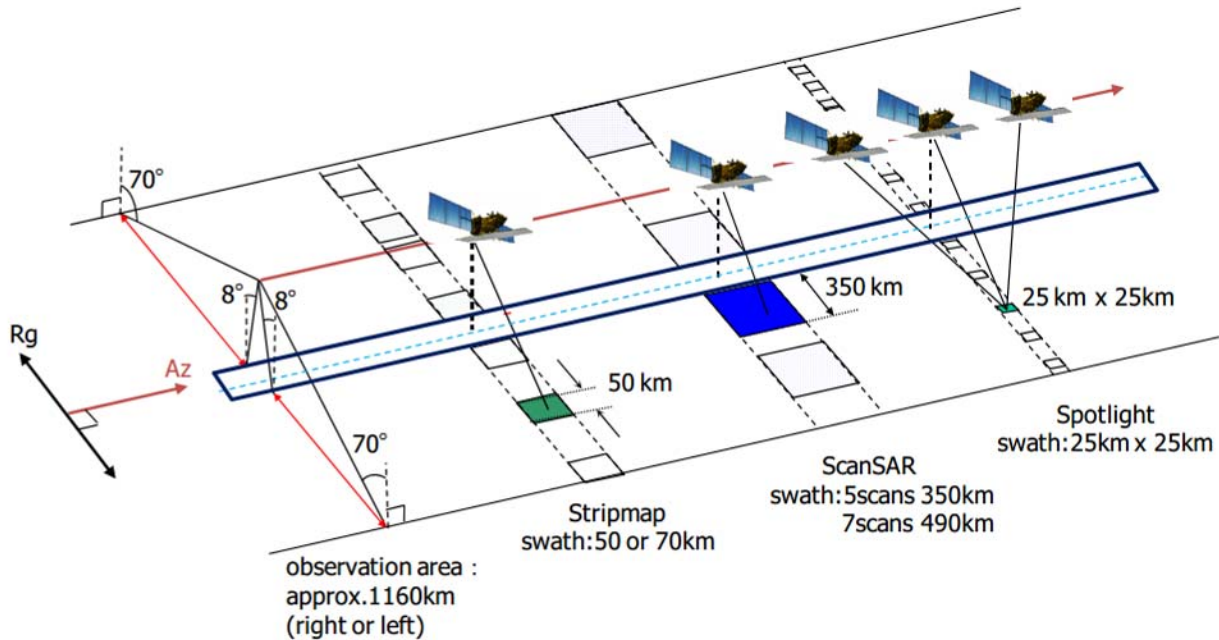 70°
8°
8°
Rg
Az
70°
50 km
350 km
25 km x 25km
Stripmap
swath:50 or 70km
ScanSAR
swath:5scans 350km
7scans 490km
Spotlight
swath:25km x 25km
observation area :
approx.1160km
(right or left)